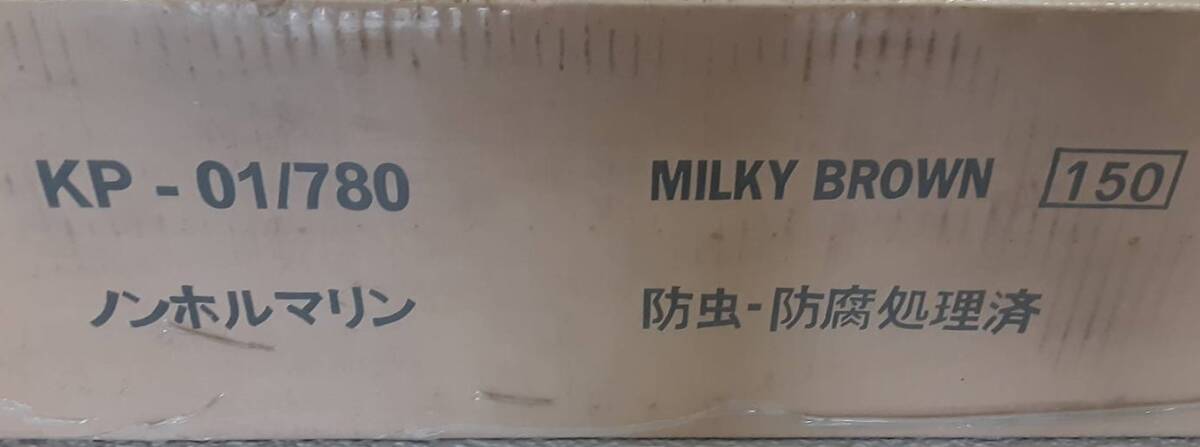 KP - 01/780 MILKY BROWN 150
ノンホルマリン 防虫-防腐処理済